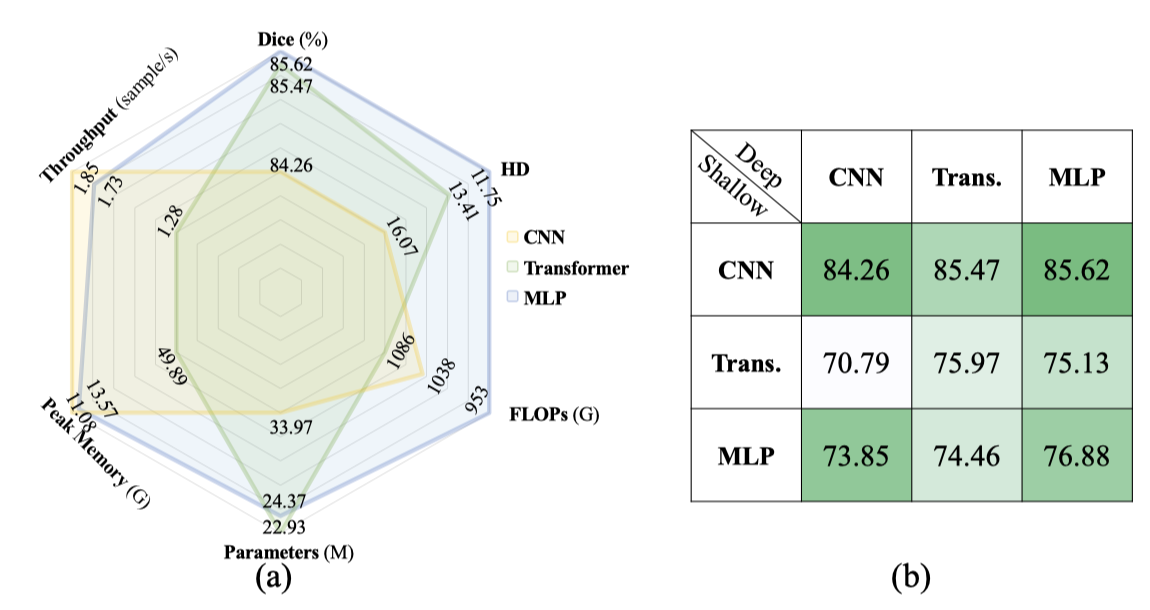 Dice (%)
85.62
85.47
84.26
Throughput (sample/s)
1.85
1.73
1.28
HD
11.75
13.41
16.07
CNN
Transformer
MLP
1086
1038
953
FLOPs (G)
49.89
13.57
11.08
Peak Memory (G)
33.97
24.37
22.93
Parameters (M)
(a)
Deep
Shallow
CNN Trans. MLP
CNN 84.26 85.47 85.62
Trans. 70.79 75.97 75.13
MLP 73.85 74.46 76.88
(b)